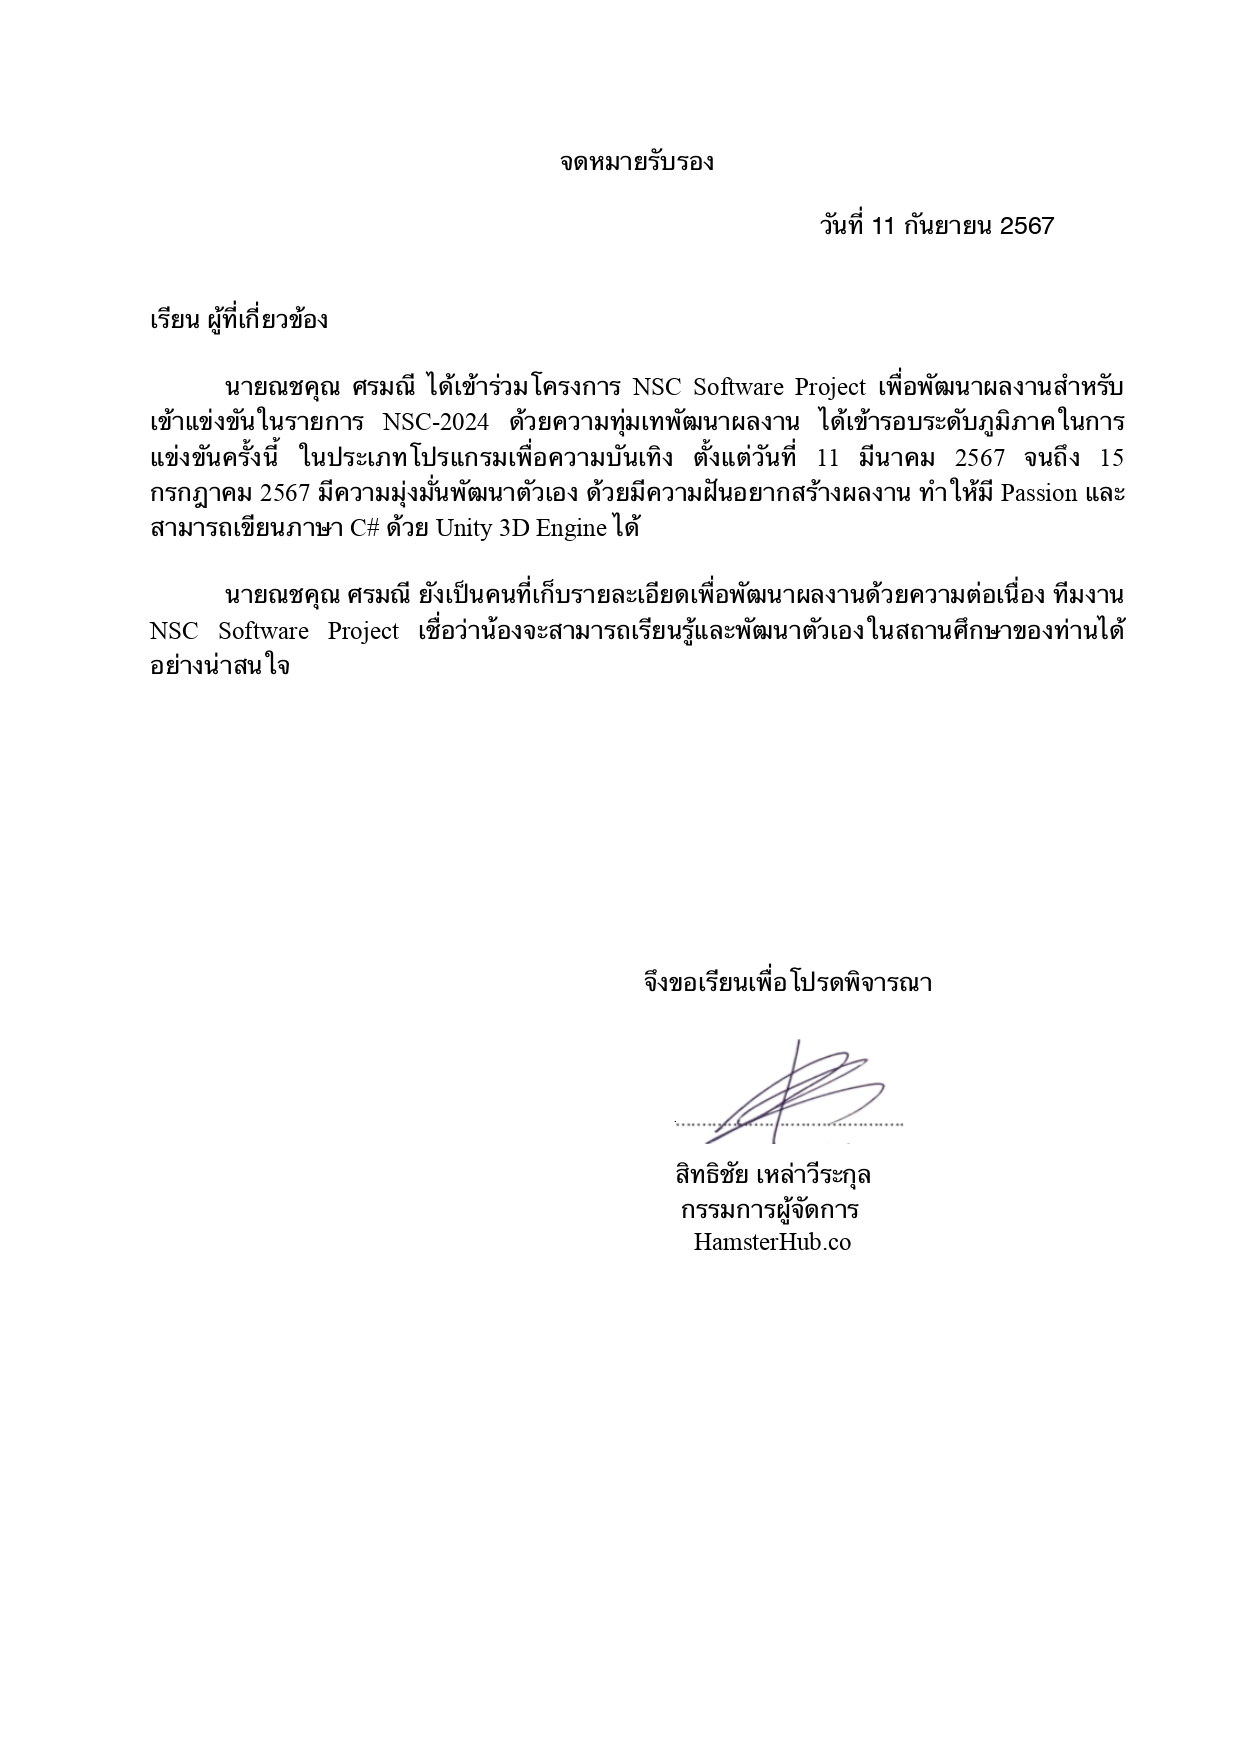 จดหมายรับรอง
วันที่ 11 กันยายน 2567
เรียน ผู้ที่เกี่ยวข้อง
นายณชคุณ ศรมณี ได้เข้าร่วมโครงการ NSC Software Project เพื่อพัฒนาผลงานสำหรับ
เข้าแข่งขันในรายการ NSC-2024 ด้วยความทุ่มเทพัฒนาผลงาน ได้เข้ารอบระดับภูมิภาคในการ
แข่งขันครั้งนี้ ในประเภทโปรแกรมเพื่อความบันเทิง ตั้งแต่วันที่ 11 มีนาคม 2567 จนถึง 15
กรกฎาคม 2567 มีความมุ่งมั่นพัฒนาตัวเอง ด้วยมีความฝันอยากสร้างผลงาน ทำให้มี Passion และ
สามารถเขียนภาษา C# ด้วย Unity 3D Engine ได้
นายณชคุณ ศรมณี ยังเป็นคนที่เก็บรายละเอียดเพื่อพัฒนาผลงานด้วยความต่อเนื่อง ทีมงาน
NSC Software Project เชื่อว่าน้องจะสามารถเรียนรู้และพัฒนาตัวเองในสถานศึกษาของท่านได้
อย่างน่าสนใจ
จึงขอเรียนเพื่อโปรดพิจารณา
สิทธิชัย เหล่าวีระกุล
กรรมการผู้จัดการ
HamsterHub.co